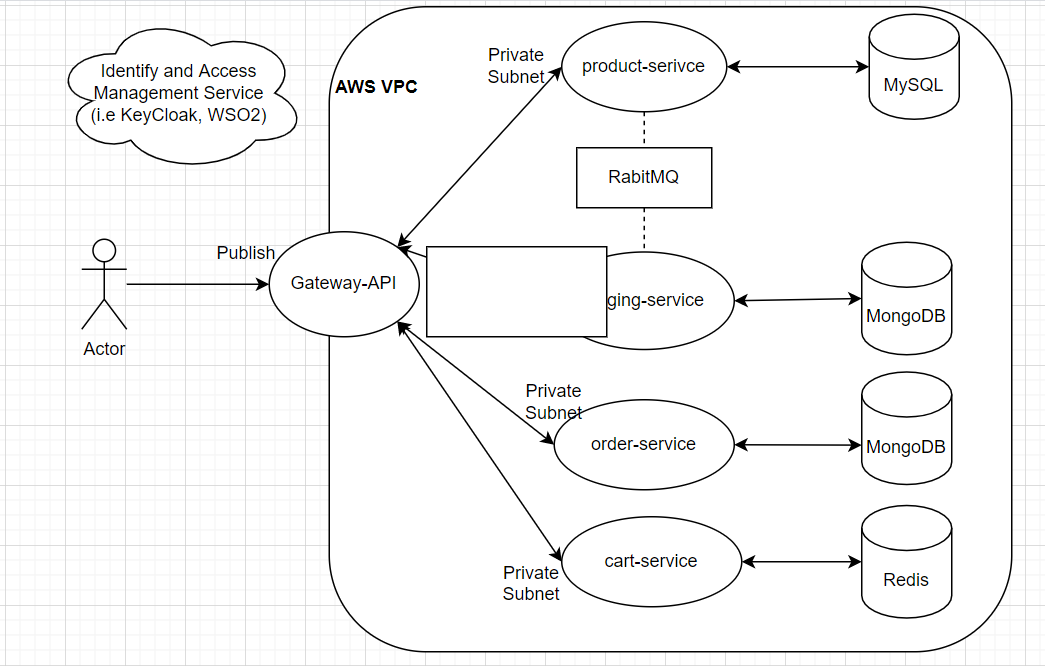 Identify and Access
Management Service
(i.e KeyCloak, WSO2)
AWS VPC
Private
Subnet
product-serivce
MySQL
RabitMQ
Publish
Gateway-API
ging-service
MongoDB
Actor
Private
Subnet
order-service
MongoDB
cart-service
Private
Subnet
Redis